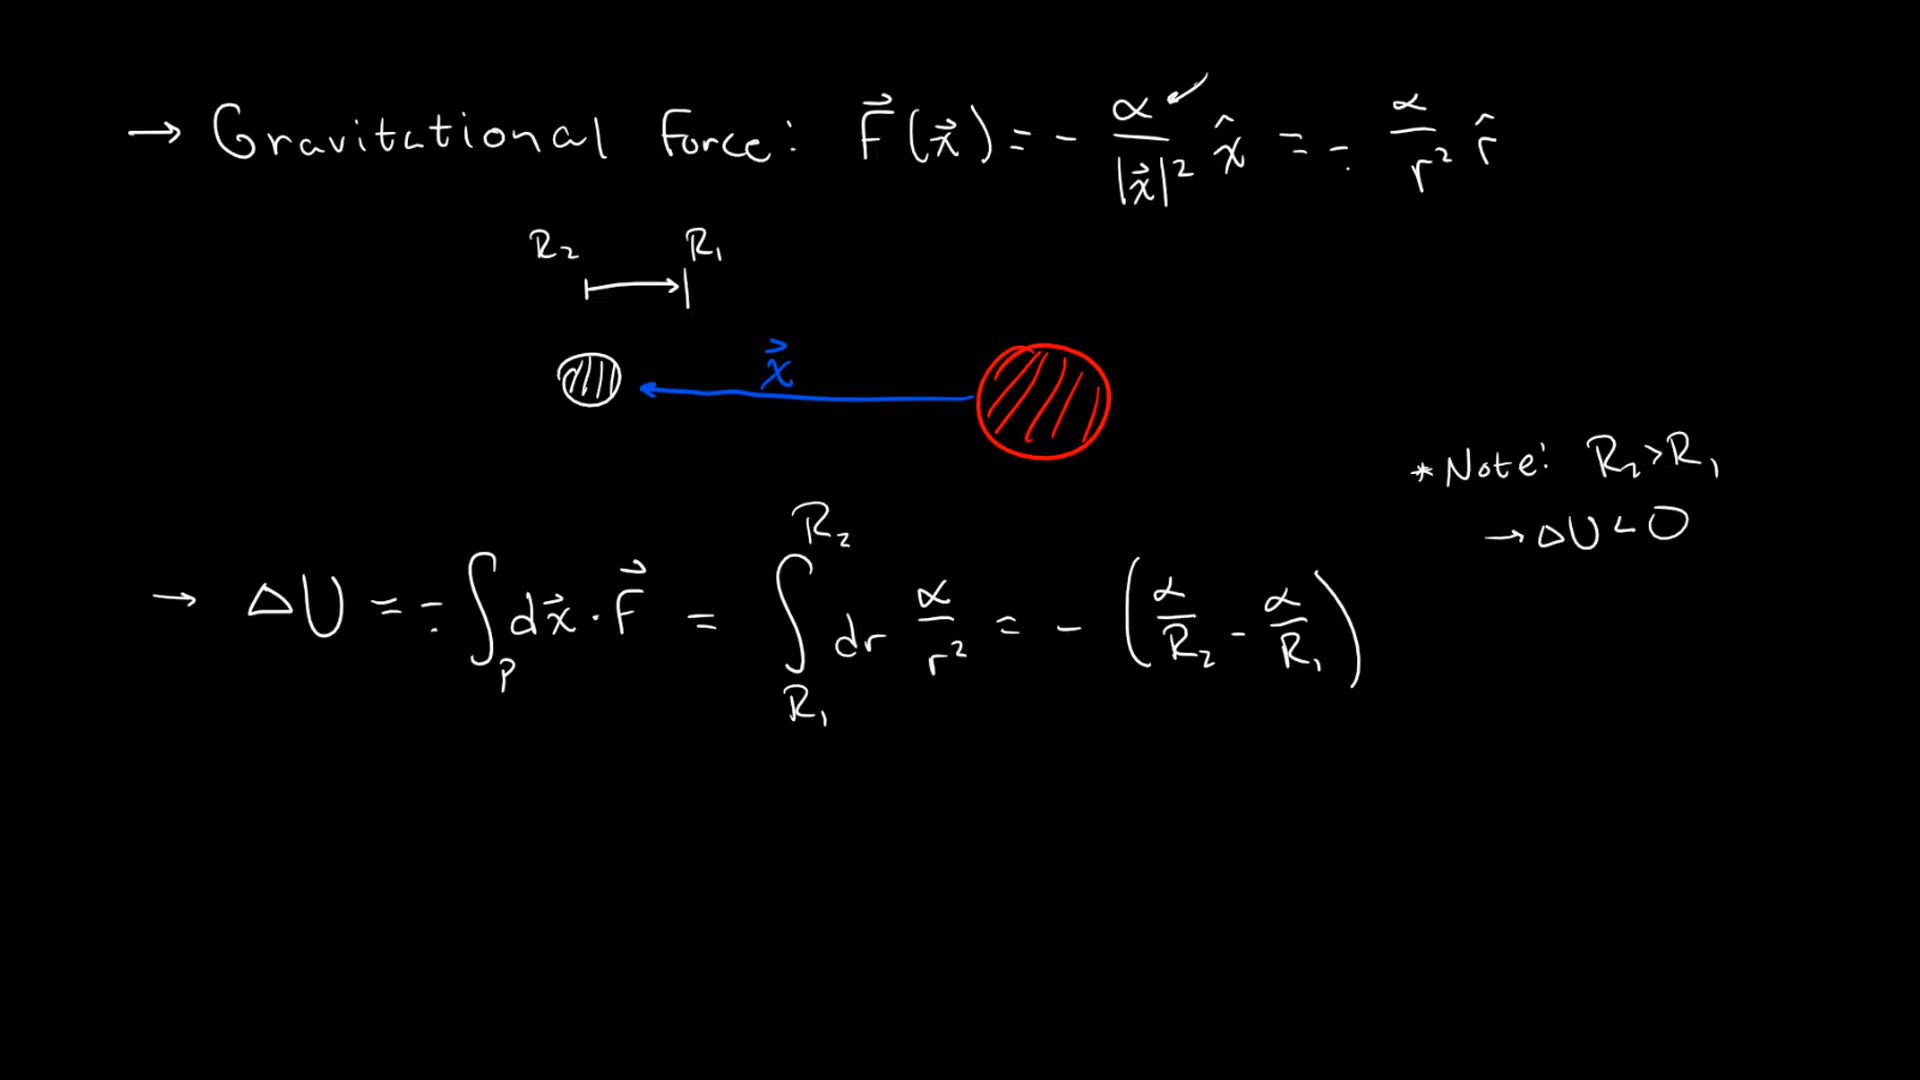 → Gravitational Force: F⃗(x⃗) = - α/|x⃗|² x̂ = - α/r² r̂
R₂ R₁
x⃗
*Note: R₂>R₁
→ ΔU<0
→ ΔU = - ∫_P dx⃗·F⃗ = ∫_{R₁}^{R₂} dr α/r² = - (α/R₂ - α/R₁)